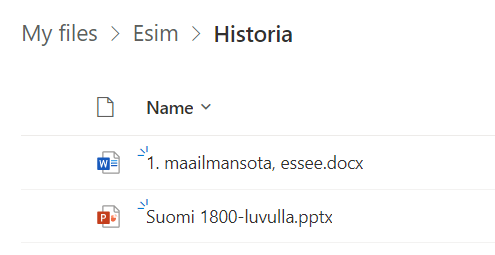 My files > Esim > Historia
Name
1. maailmansota, essee.docx
Suomi 1800-luvulla.pptx